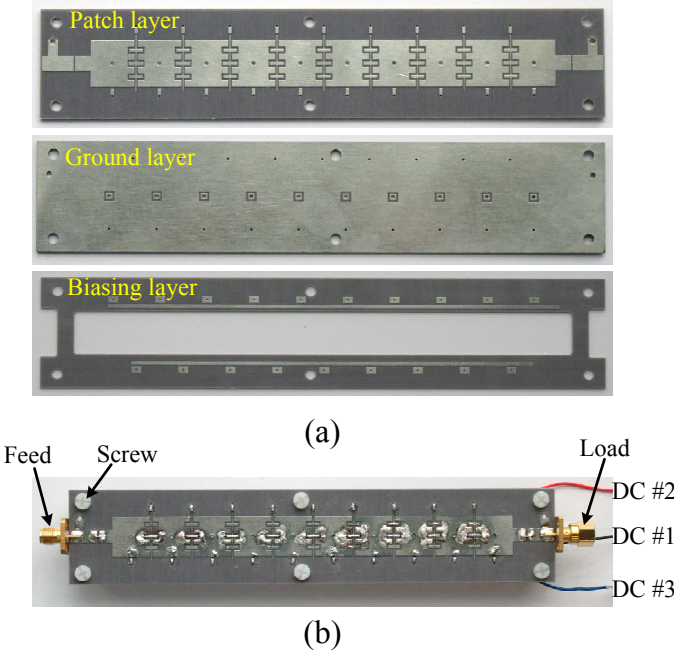 Patch layer
Ground layer
Biasing layer
(a)
Feed
Screw
Load
DC #2
DC #1
DC #3
(b)